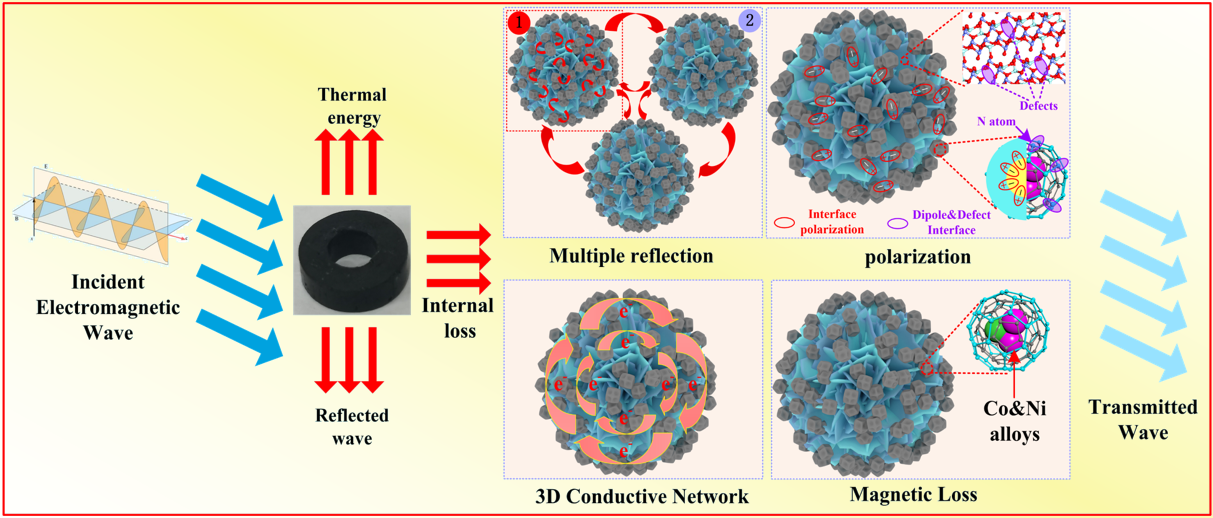 Incident
Electromagnetic
Wave
Thermal
energy
Reflected
wave
Internal
loss
1
2
Multiple reflection
Defects
N atom
Interface
polarization
Dipole&Defect
Interface
polarization
e⁻
e⁻
e⁻
e⁻
e⁻
e⁻
e⁻
e⁻
3D Conductive Network
Co&Ni
alloys
Magnetic Loss
Transmitted
Wave